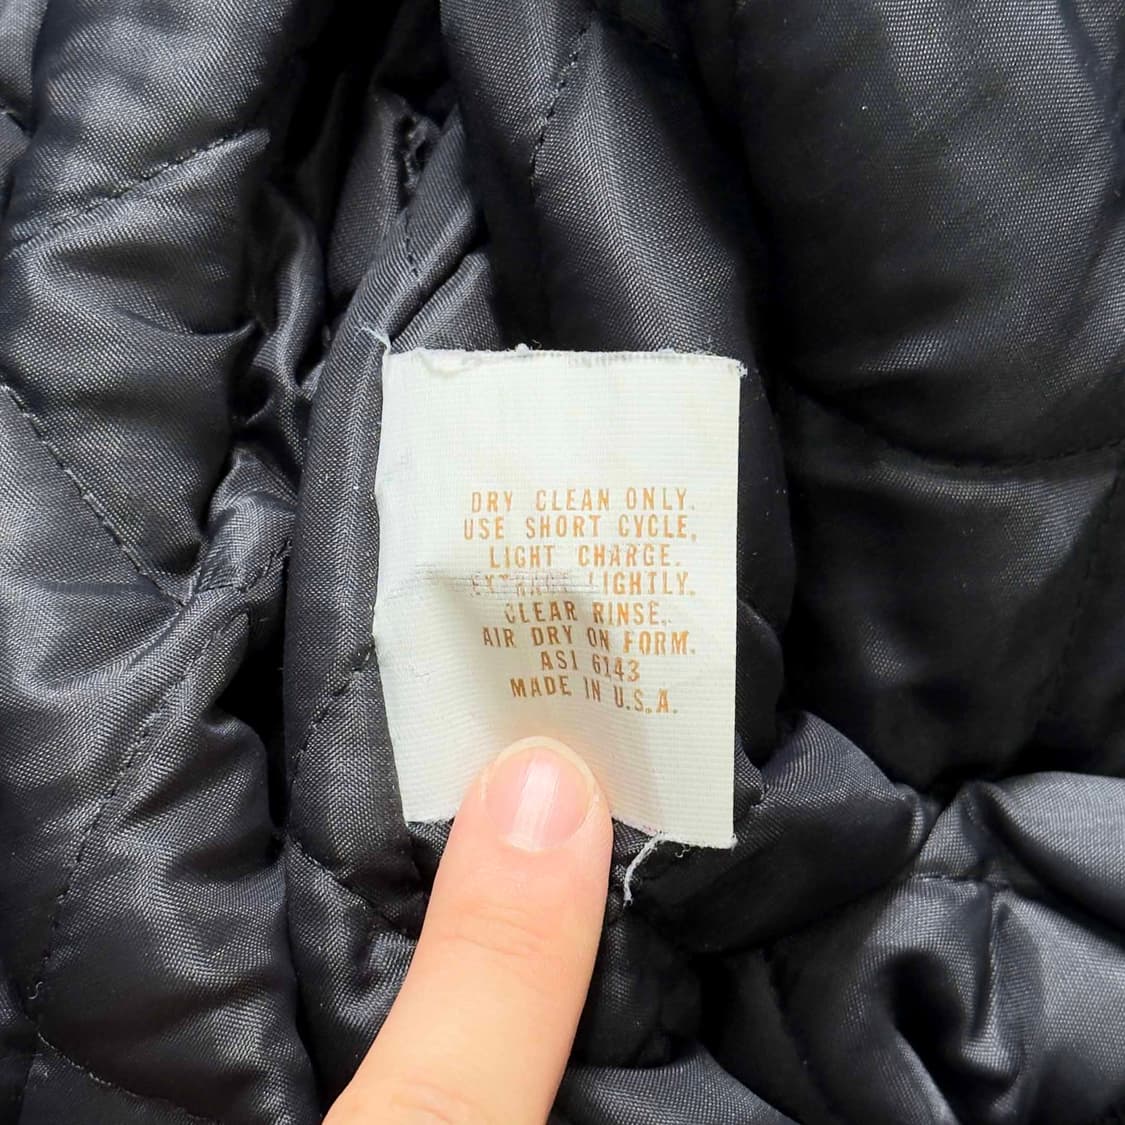 DRY CLEAN ONLY.
USE SHORT CYCLE,
LIGHT CHARGE.
EXTRACT LIGHTLY.
CLEAR RINSE.
AIR DRY ON FORM.
ASI 6143
MADE IN U.S.A.